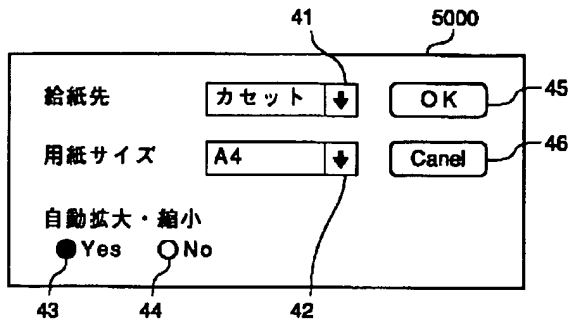 41 5000
給紙先 カセット OK 45
用紙サイズ A4 Canel 46
自動拡大・縮小
Yes No
43 44 42